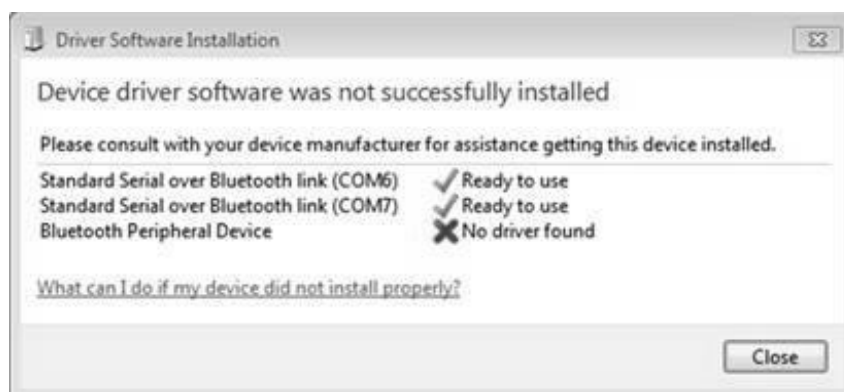 Driver Software Installation
Device driver software was not successfully installed
Please consult with your device manufacturer for assistance getting this device installed.
Standard Serial over Bluetooth link (COM6) Ready to use
Standard Serial over Bluetooth link (COM7) Ready to use
Bluetooth Peripheral Device No driver found
What can I do if my device did not install properly?
Close